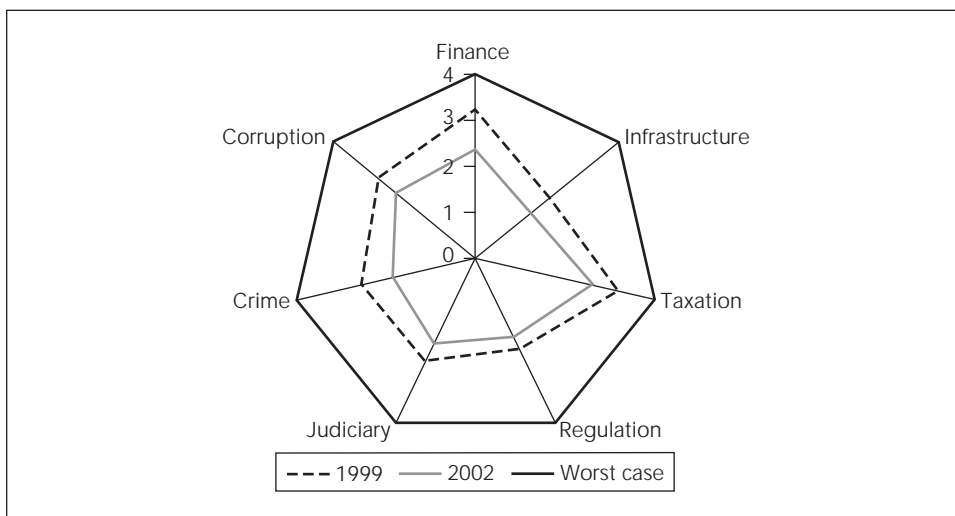 Finance
4
3
2
1
0
Corruption
Infrastructure
Crime
Taxation
Judiciary
Regulation
1999 2002 Worst case